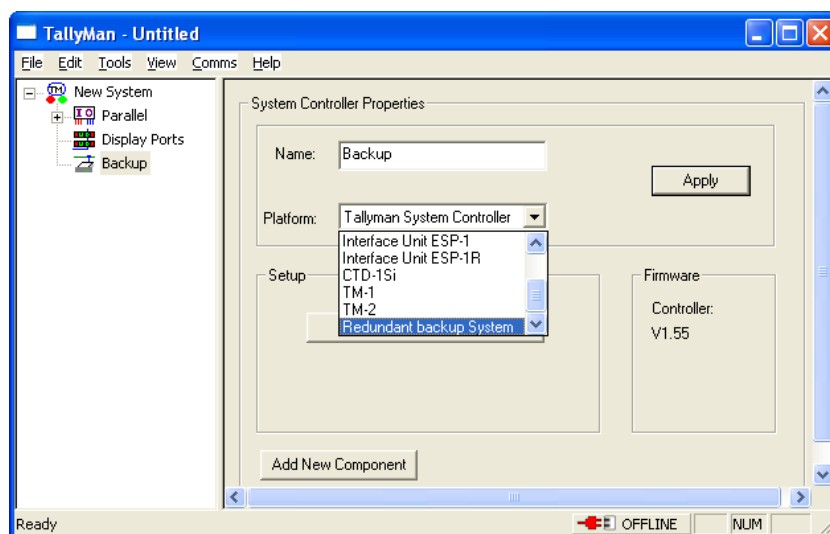 TallyMan - Untitled
File Edit Tools View Comms Help
New System
Parallel
Display Ports
Backup
System Controller Properties
Name: Backup
Apply
Platform: Tallyman System Controller
Interface Unit ESP-1
Interface Unit ESP-1R
CTD-1Si
TM-1
TM-2
Redundant backup System
Setup
Firmware
Controller:
V1.55
Add New Component
Ready
OFFLINE
NUM